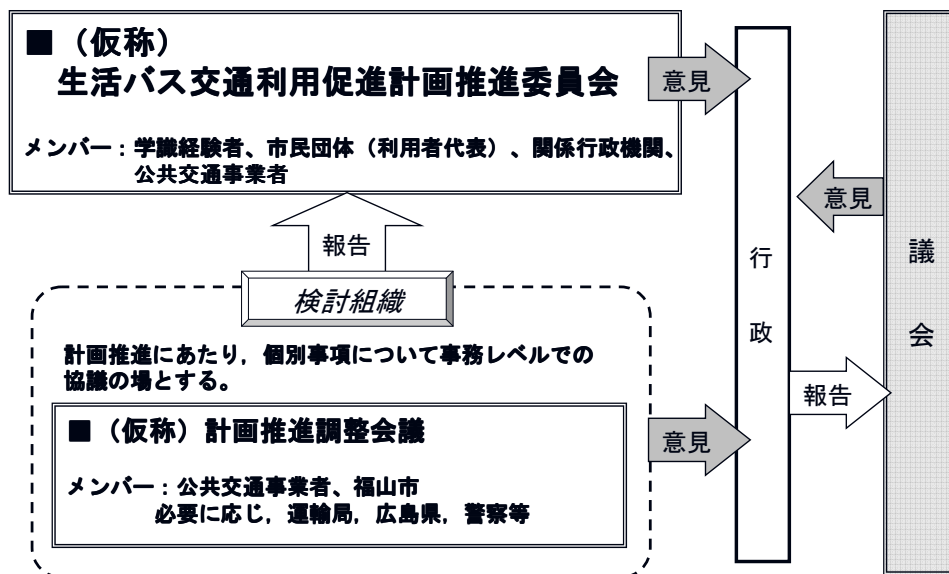 ■（仮称）
生活バス交通利用促進計画推進委員会
メンバー：学識経験者、市民団体（利用者代表）、関係行政機関、
公共交通事業者
意見
意見
報告
検討組織
計画推進にあたり，個別事項について事務レベルでの
協議の場とする。
■（仮称）計画推進調整会議
メンバー：公共交通事業者、福山市
必要に応じ，運輸局，広島県，警察等
意見
行政
報告
議会